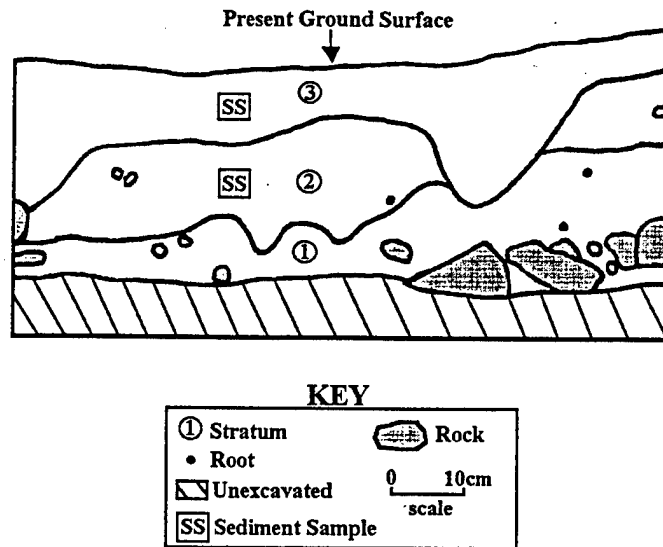 Present Ground Surface
SS 3
SS 2
1
KEY
1 Stratum Rock
Root
Unexcavated 0 10cm
scale
SS Sediment Sample